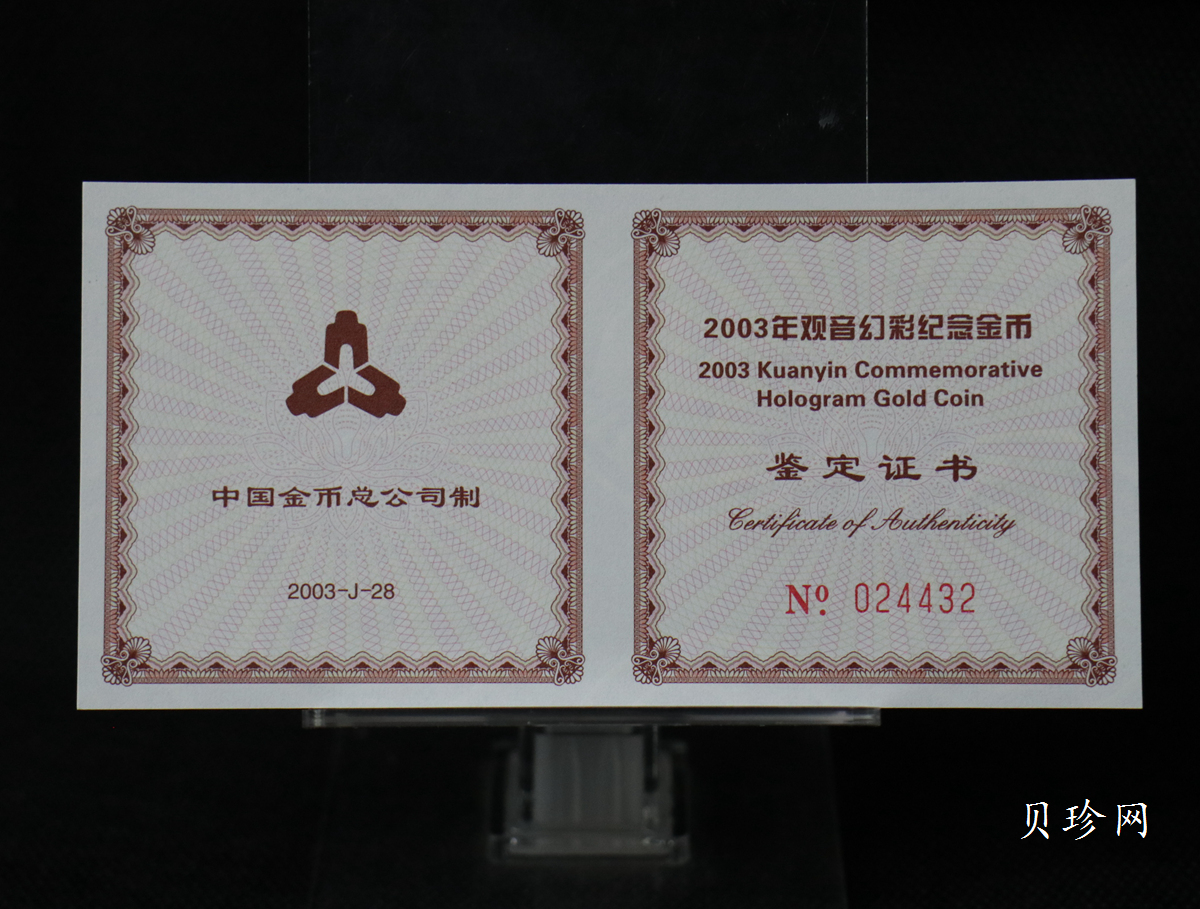 中国金币总公司制
2003-J-28
2003年观音幻彩纪念金币
2003 Kuanyin Commemorative
Hologram Gold Coin
鉴定证书
Certificate of Authenticity
Nº 024432
贝珍网